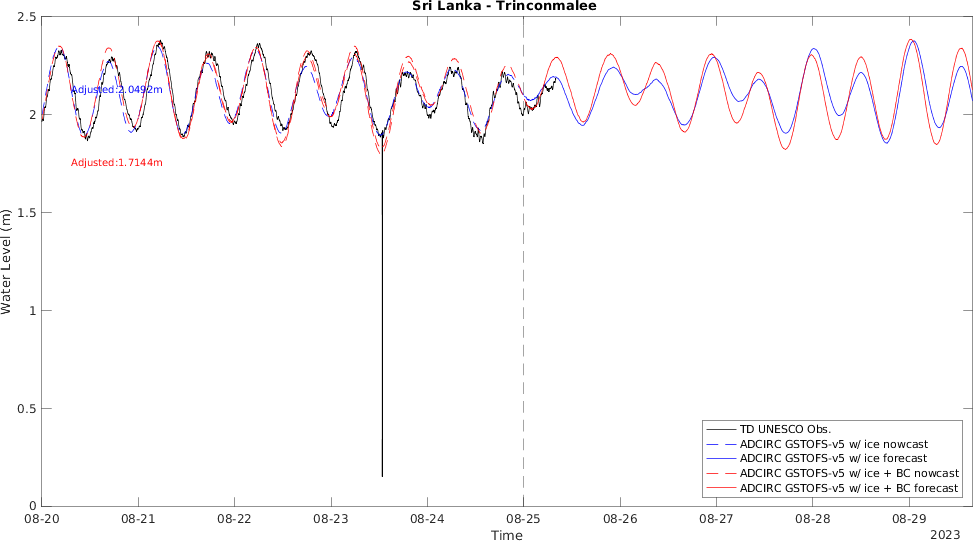 Sri Lanka - Trinconmalee
2.5
2
1.5
1
0.5
0
Water Level (m)
Adjusted:2.0492m
Adjusted:1.7144m
TD UNESCO Obs.
ADCIRC GSTOFS-v5 w/ ice nowcast
ADCIRC GSTOFS-v5 w/ ice forecast
ADCIRC GSTOFS-v5 w/ ice + BC nowcast
ADCIRC GSTOFS-v5 w/ ice + BC forecast
08-20 08-21 08-22 08-23 08-24 08-25 08-26 08-27 08-28 08-29
Time
2023